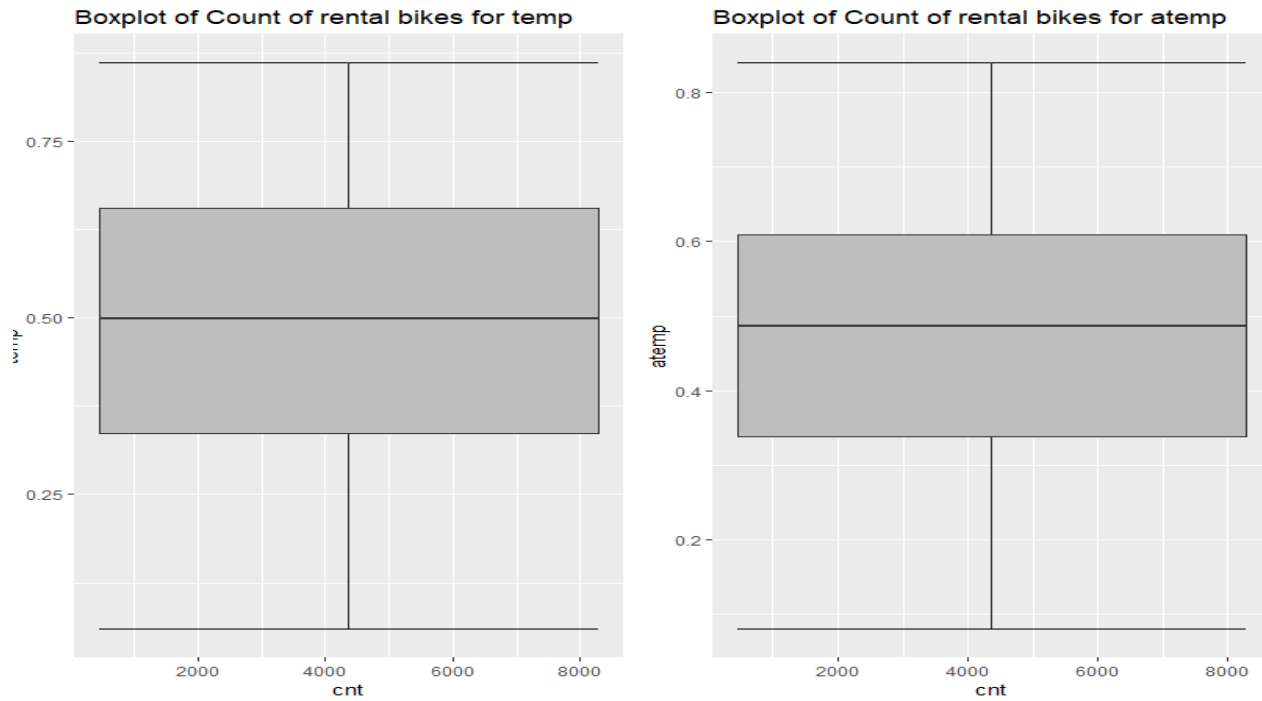 Boxplot of Count of rental bikes for temp
0.75
0.50
0.25
2000 4000 6000 8000
cnt
Boxplot of Count of rental bikes for atemp
atemp
0.8
0.6
0.4
0.2
2000 4000 6000 8000
cnt